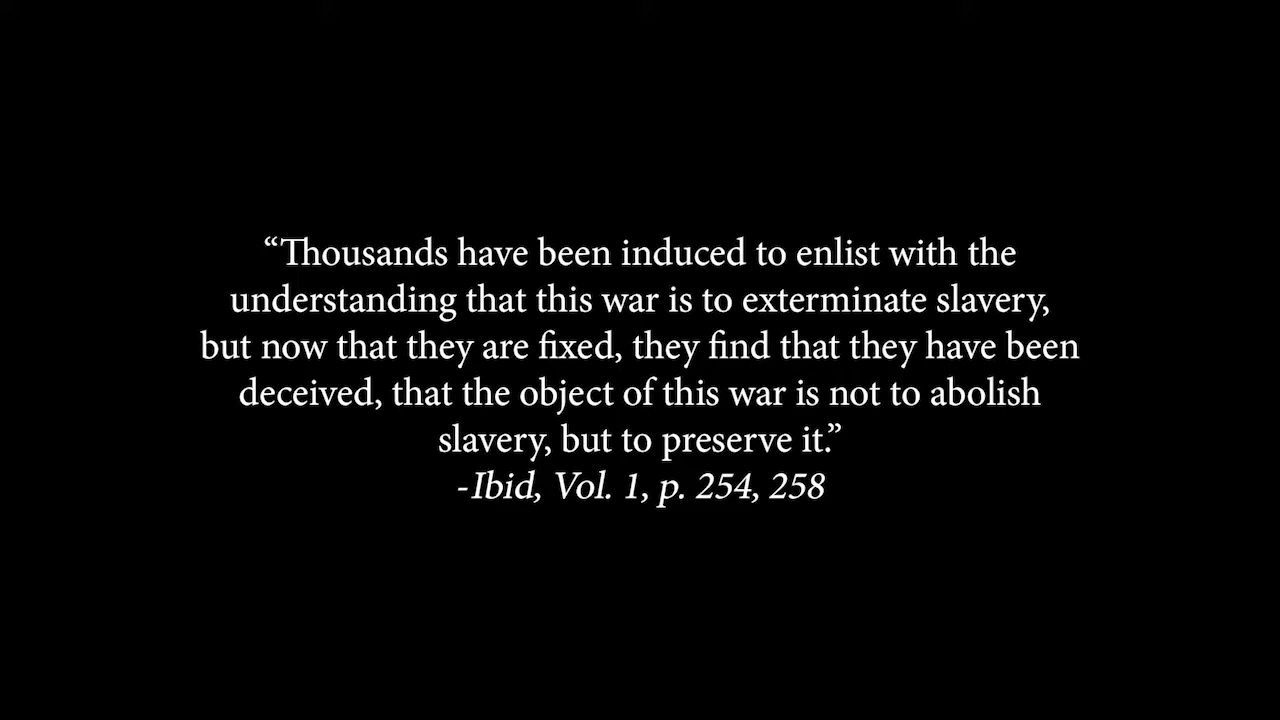 “Thousands have been induced to enlist with the
understanding that this war is to exterminate slavery,
but now that they are fixed, they find that they have been
deceived, that the object of this war is not to abolish
slavery, but to preserve it.”
-Ibid, Vol. 1, p. 254, 258